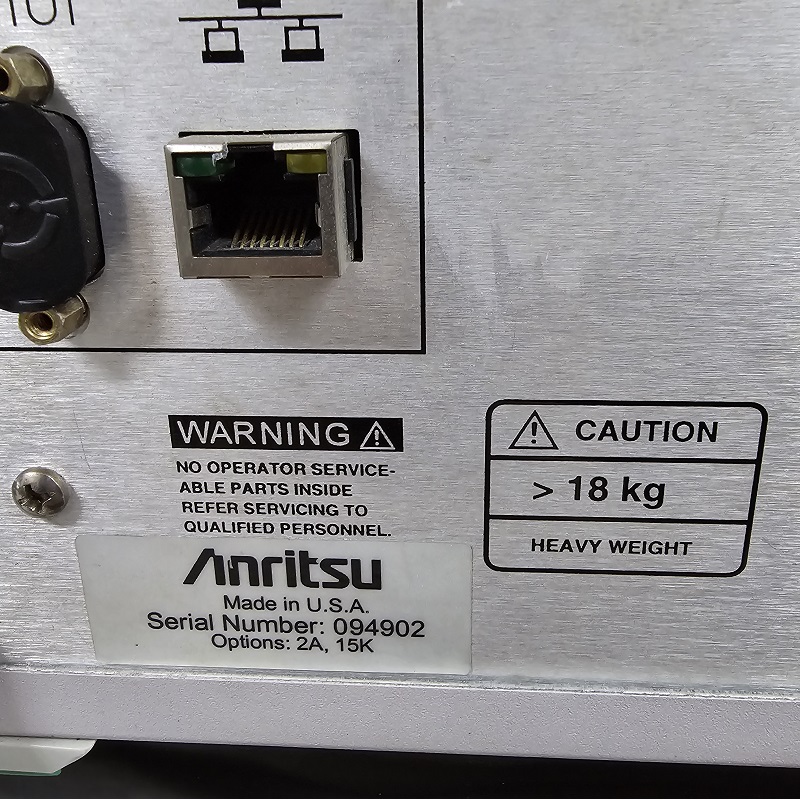 WARNING
NO OPERATOR SERVICE-
ABLE PARTS INSIDE
REFER SERVICING TO
QUALIFIED PERSONNEL.
CAUTION
> 18 kg
HEAVY WEIGHT
Anritsu
Made in U.S.A.
Serial Number: 094902
Options: 2A, 15K